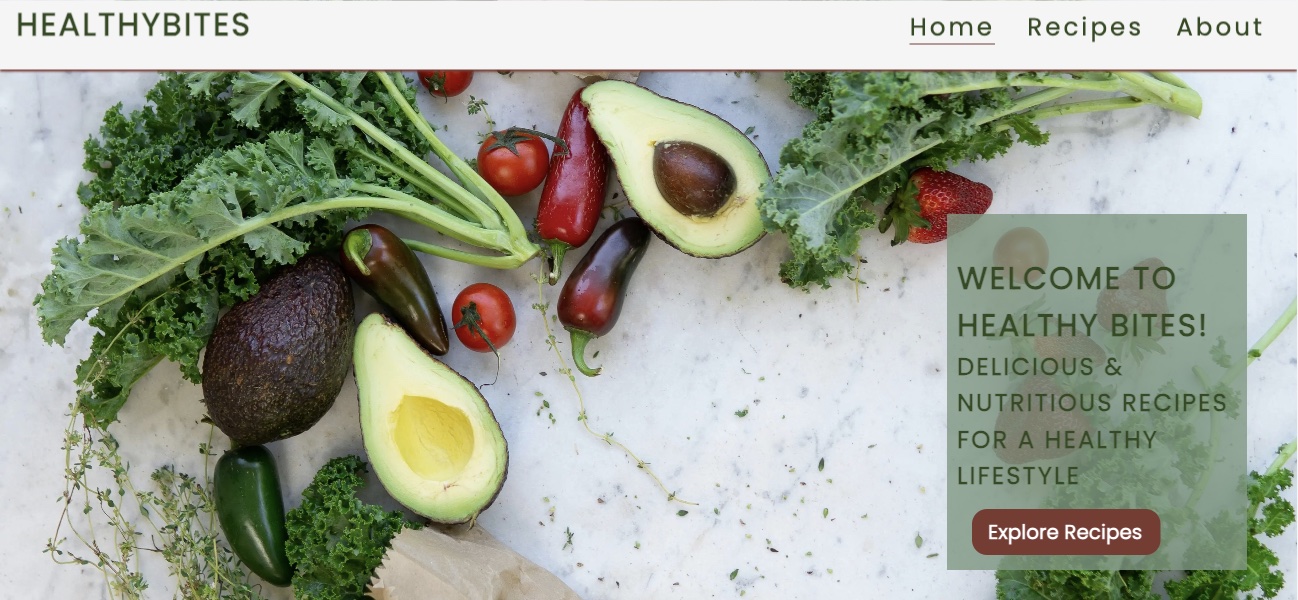 HEALTHYBITES
Home Recipes About
WELCOME TO
HEALTHY BITES!
DELICIOUS &
NUTRITIOUS RECIPES
FOR A HEALTHY
LIFESTYLE
Explore Recipes